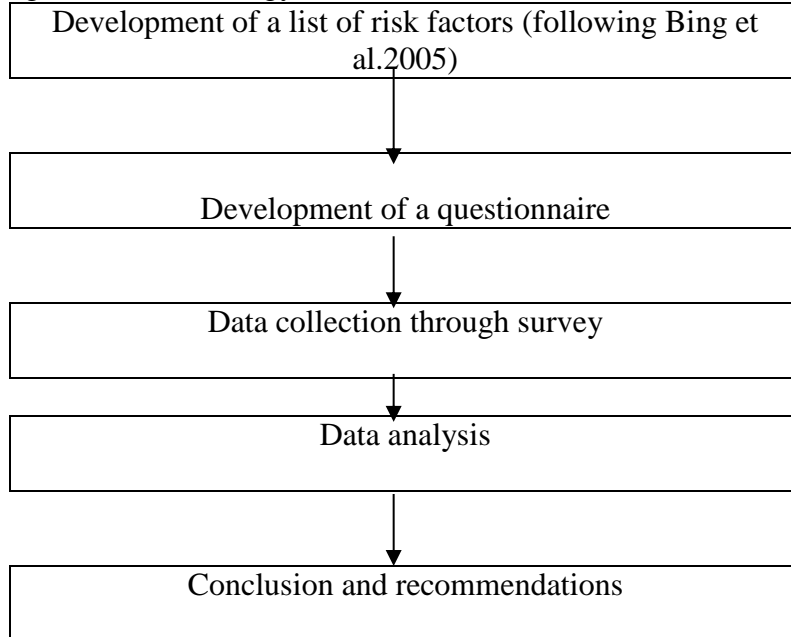 Development of a list of risk factors (following Bing et
al.2005)
Development of a questionnaire
Data collection through survey
Data analysis
Conclusion and recommendations